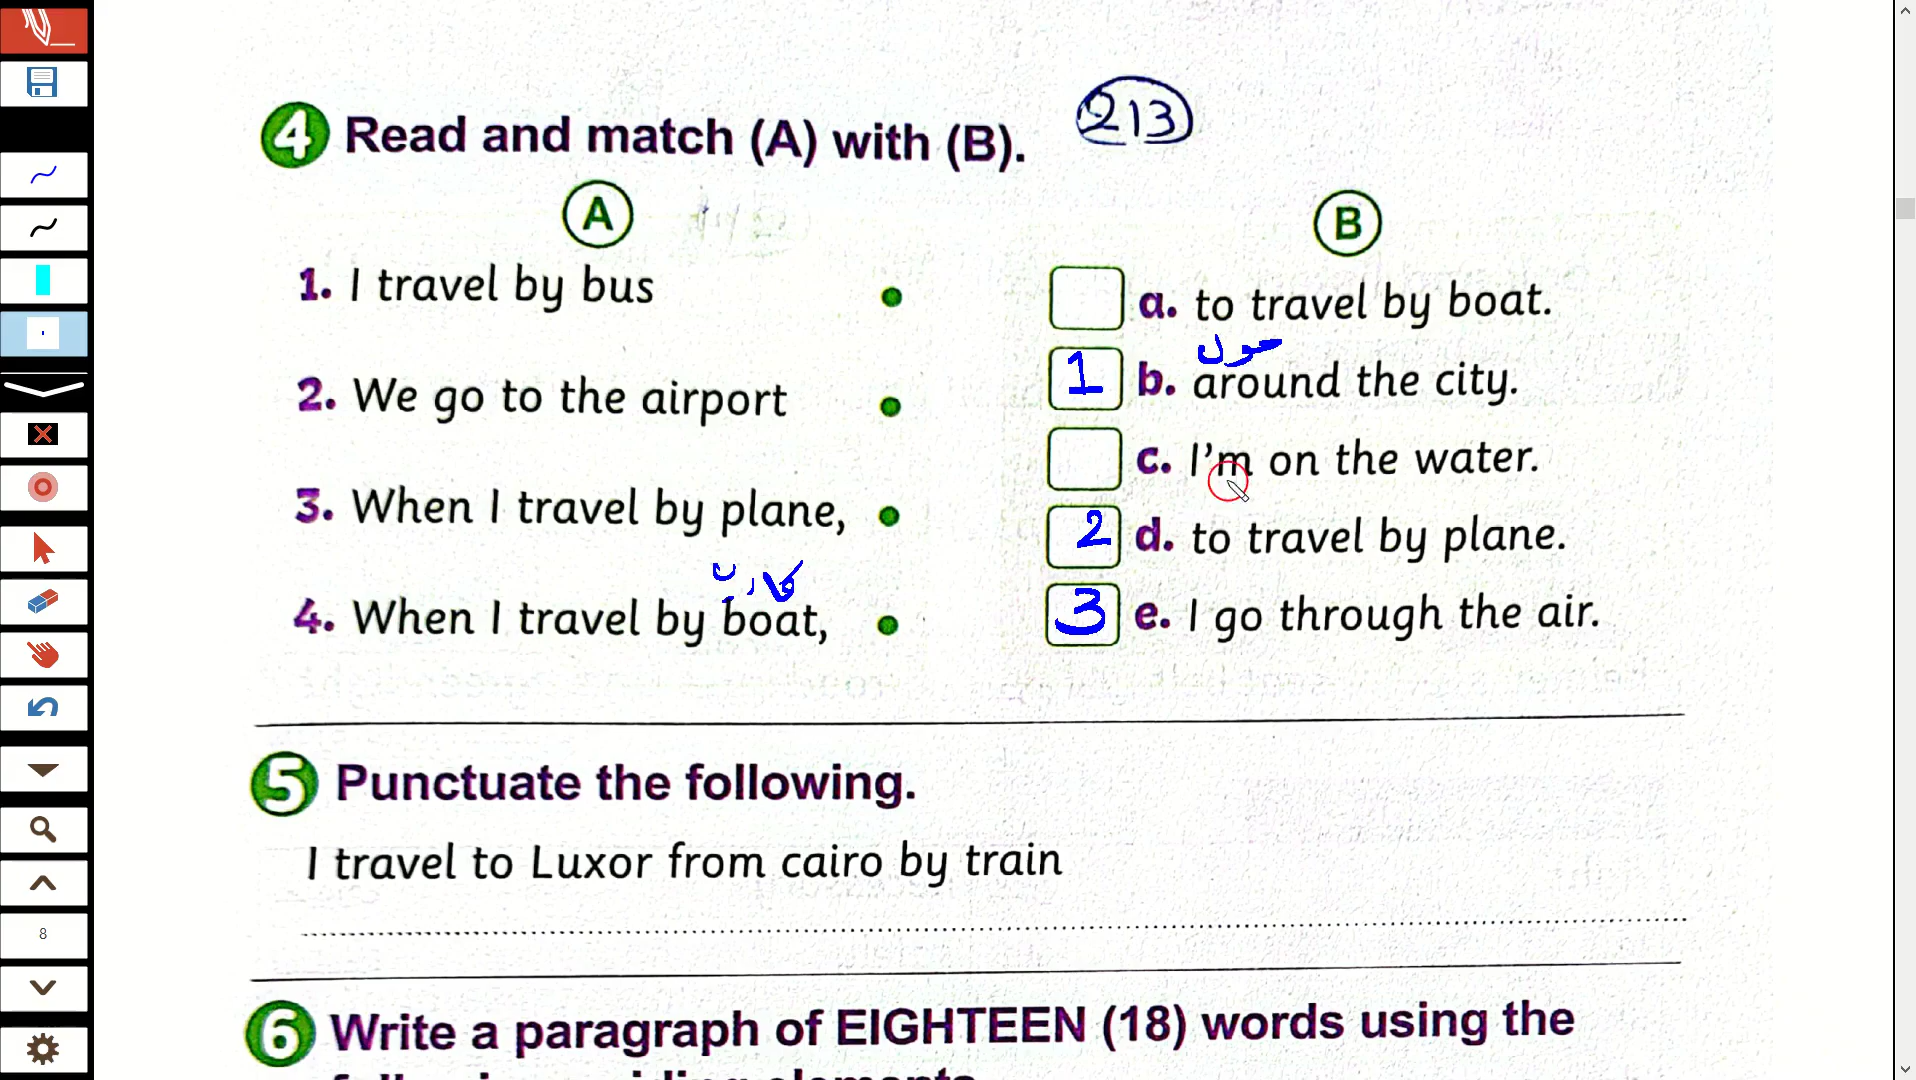 4 Read and match (A) with (B). 213
A B
1. I travel by bus
a. to travel by boat.
حول
1 b. around the city.
2. We go to the airport
c. I'm on the water.
3. When I travel by plane,
2 d. to travel by plane.
قارب
4. When I travel by boat,
3 e. I go through the air.
5 Punctuate the following.
I travel to Luxor from cairo by train
6 Write a paragraph of EIGHTEEN (18) words using the
8